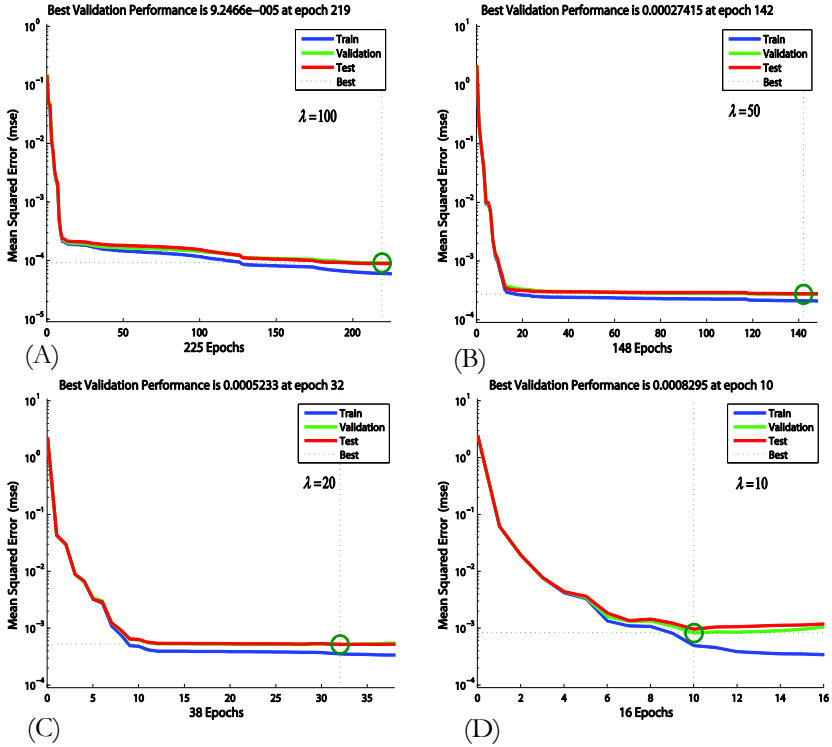 Best Validation Performance is 9.2466e−005 at epoch 219
Mean Squared Error (mse)
10^0
10^-1
10^-2
10^-3
10^-4
10^-5
Train
Validation
Test
Best
λ=100
0 50 100 150 200
225 Epochs
(A)
Best Validation Performance is 0.00027415 at epoch 142
Mean Squared Error (mse)
10^1
10^0
10^-1
10^-2
10^-3
10^-4
Train
Validation
Test
Best
λ=50
0 20 40 60 80 100 120 140
148 Epochs
(B)
Best Validation Performance is 0.0005233 at epoch 32
Mean Squared Error (mse)
10^1
10^0
10^-1
10^-2
10^-3
10^-4
Train
Validation
Test
Best
λ=20
0 5 10 15 20 25 30 35
38 Epochs
(C)
Best Validation Performance is 0.0008295 at epoch 10
Mean Squared Error (mse)
10^1
10^0
10^-1
10^-2
10^-3
10^-4
Train
Validation
Test
Best
λ=10
0 2 4 6 8 10 12 14 16
16 Epochs
(D)